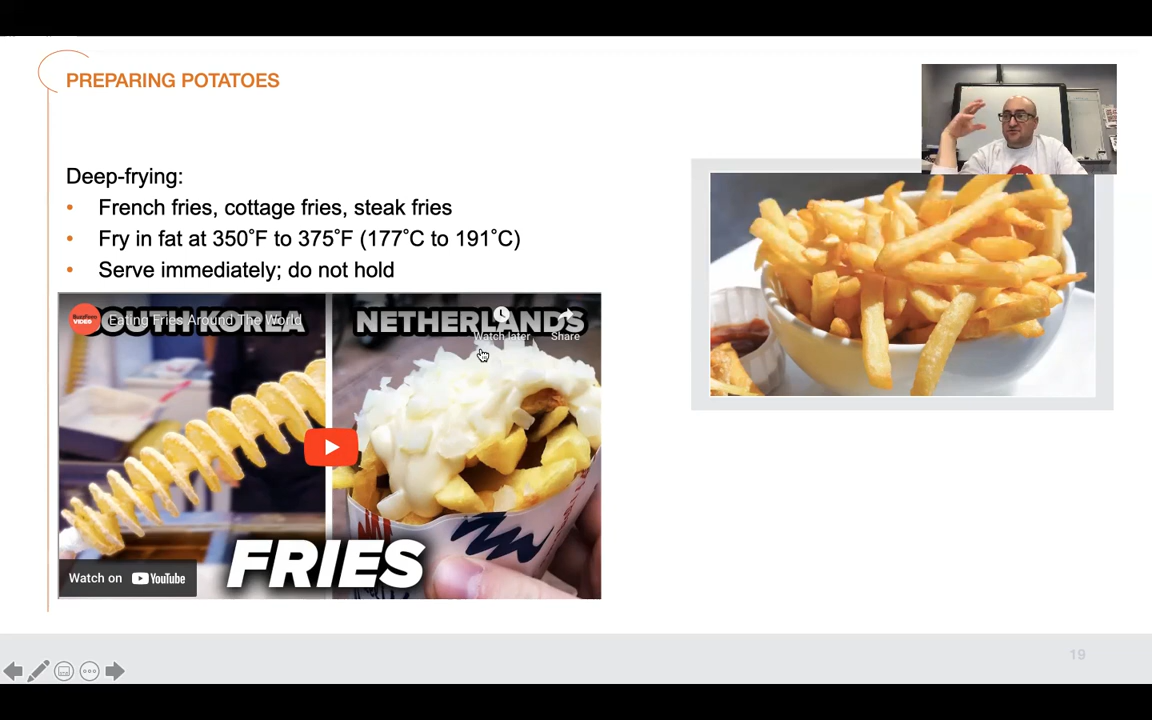 PREPARING POTATOES
Deep-frying:
• French fries, cottage fries, steak fries
• Fry in fat at 350˚F to 375˚F (177˚C to 191˚C)
• Serve immediately; do not hold
SOUTH KOREA
NETHERLANDS
BuzzFeed VIDEO
Eating Fries Around The World
Watch later
Share
FRIES
Watch on YouTube
19